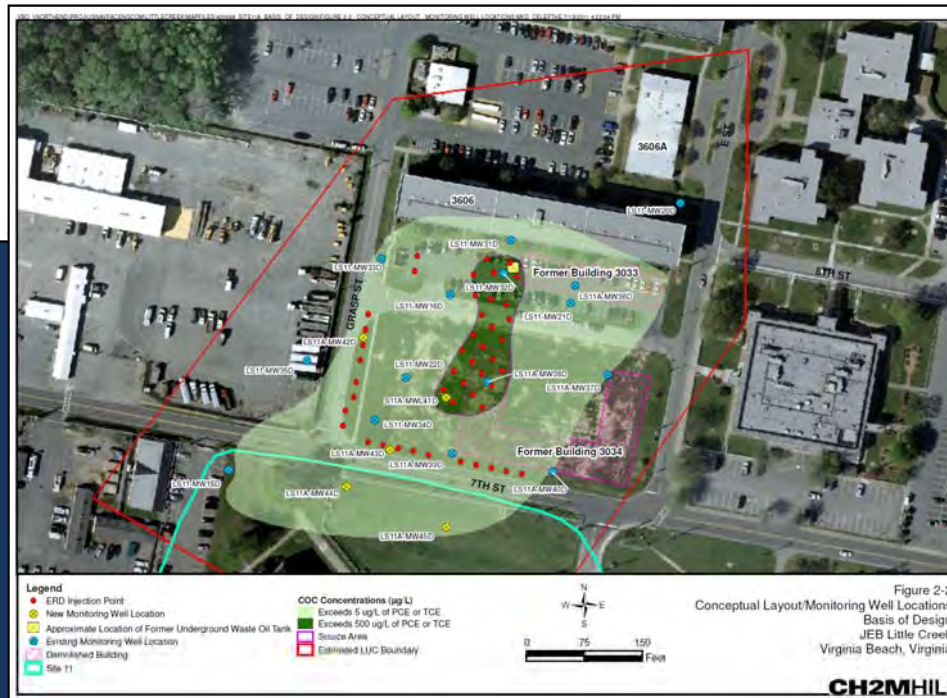 3606A
3606
LS11-MW20D
LS11-MW31D
LS11-MW33D
Former Building 3033
6TH ST
LS11-MW32D
LS11A-MW36D
LS11-MW16D
LS11-MW21D
GRASP ST
LS11A-MW42D
LS11-MW35D
LS11-MW22D
LS11A-MW38D
LS11A-MW37D
LS11-MW34D
Former Building 3034
LS11A-MW43D
LS11A-MW39D
LS11-MW15D
7TH ST
LS11A-MW40D
LS11A-MW44D
LS11A-MW45D
Legend
ERD Injection Point
New Monitoring Well Location
Approximate Location of Former Underground Waste Oil Tank
Existing Monitoring Well Location
Demolished Building
Site 11
COC Concentrations (µg/L)
Exceeds 5 ug/L of PCE or TCE
Exceeds 500 ug/L of PCE or TCE
Source Area
Estimated LUC Boundary
N
W E
S
0 75 150
Feet
Figure 2-2
Conceptual Layout/Monitoring Well Location
Basis of Design
JEB Little Creek
Virginia Beach, Virginia
CH2MHIL